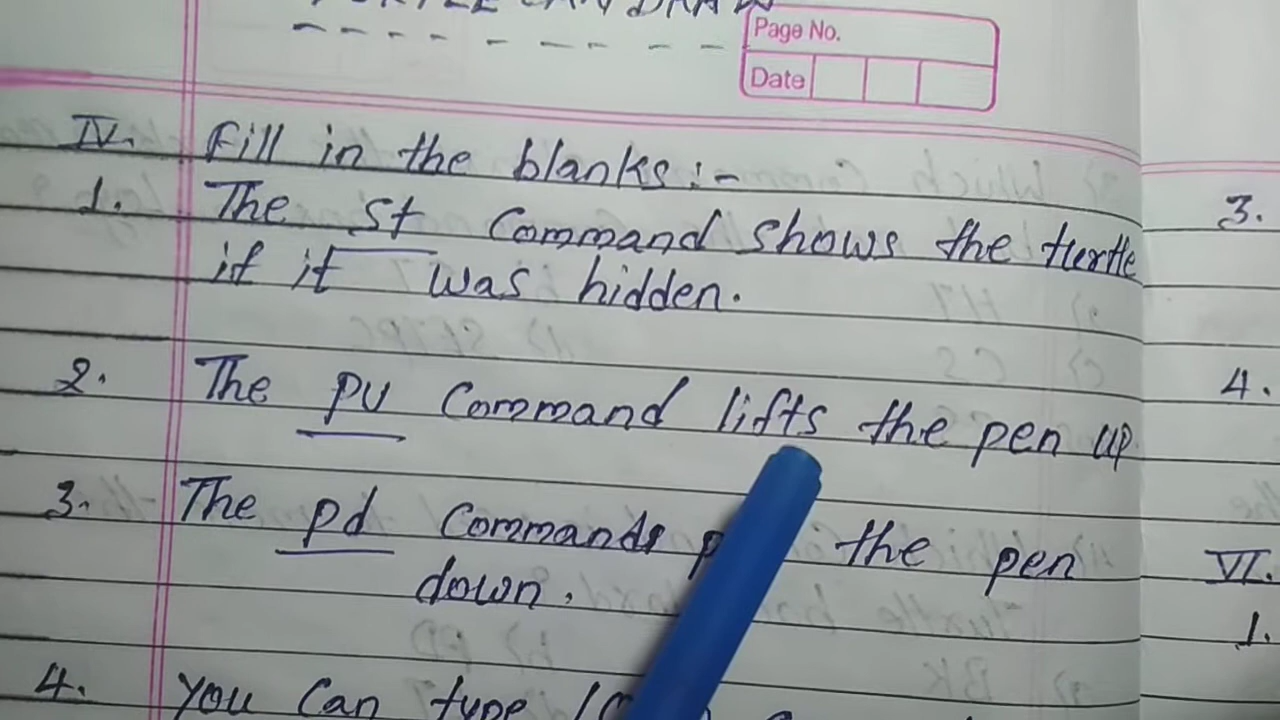 Page No.
Date
IV. Fill in the blanks :-
1. The st Command shows the turtle
if it was hidden.
2. The pu Command lifts the pen up
3. The pd Commands the pen
down.
4. You Can type
3.
4.
VI.
1.